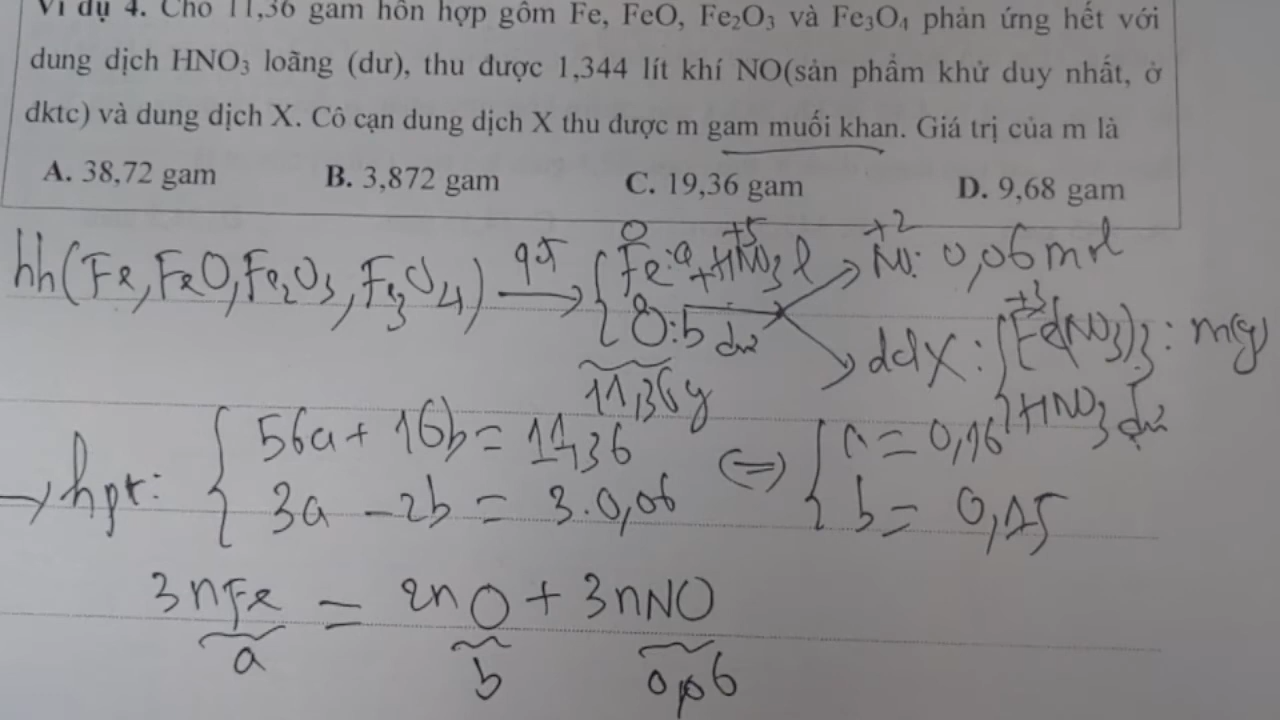 Ví dụ 4. Cho 11,36 gam hỗn hợp gồm Fe, FeO, Fe₂O₃ và Fe₃O₄ phản ứng hết với
dung dịch HNO₃ loãng (dư), thu được 1,344 lít khí NO(sản phẩm khử duy nhất, ở
đktc) và dung dịch X. Cô cạn dung dịch X thu được m gam muối khan. Giá trị của m là
A. 38,72 gam B. 3,872 gam C. 19,36 gam D. 9,68 gam
0 +5 +2
hh(Fe, FeO, Fe₂O₃, Fe₃O₄) qđ → { Fe: a + HNO₃ l NO: 0,06 mol
O: b dư
+3
ddX: { Fe(NO₃)₃: m(g)
11,36g
HNO₃ dư
→ hpt: { 56a + 16b = 11,36 ⇔ { a = 0,16
3a - 2b = 3.0,06 b = 0,15
3nFe = 2nO + 3nNO
a b 0,06